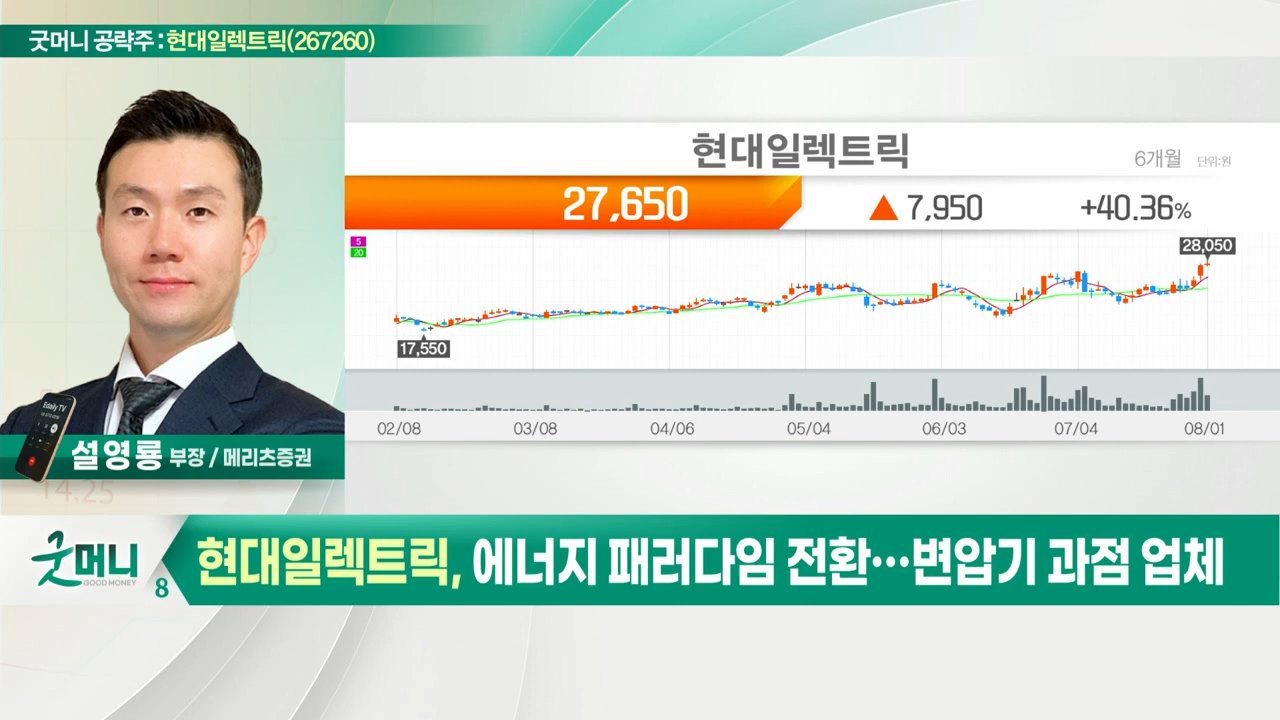 굿머니 공략주 : 현대일렉트릭(267260)
현대일렉트릭
6개월 단위:원
27,650 ▲ 7,950 +40.36%
5
20
28,050
17,550
02/08 03/08 04/06 05/04 06/03 07/04 08/01
Edaily TV
설영룡 부장 / 메리츠증권
14.25
굿머니
GOOD MONEY
8
현대일렉트릭, 에너지 패러다임 전환…변압기 과점 업체